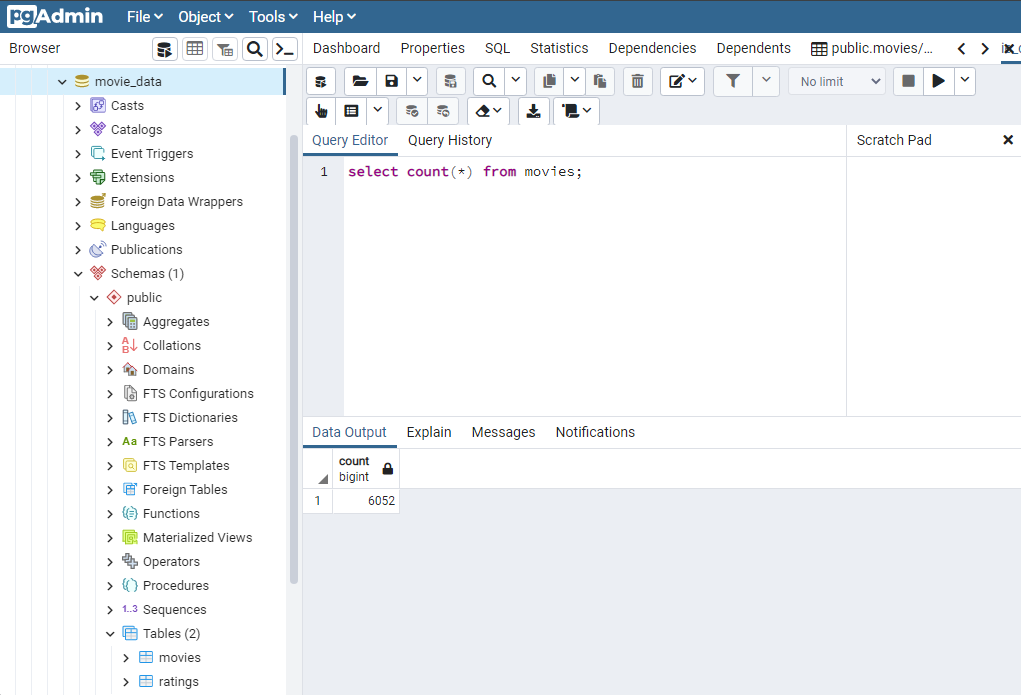 pgAdmin File Object Tools Help
Browser
Dashboard Properties SQL Statistics Dependencies Dependents public.movies/...
No limit
movie_data
Casts
Catalogs
Event Triggers
Extensions
Foreign Data Wrappers
Languages
Publications
Schemas (1)
public
Aggregates
Collations
Domains
FTS Configurations
FTS Dictionaries
Aa FTS Parsers
FTS Templates
Foreign Tables
Functions
Materialized Views
Operators
Procedures
1..3 Sequences
Tables (2)
movies
ratings
Query Editor Query History
Scratch Pad
1 select count(*) from movies;
Data Output Explain Messages Notifications
count
bigint
1 6052